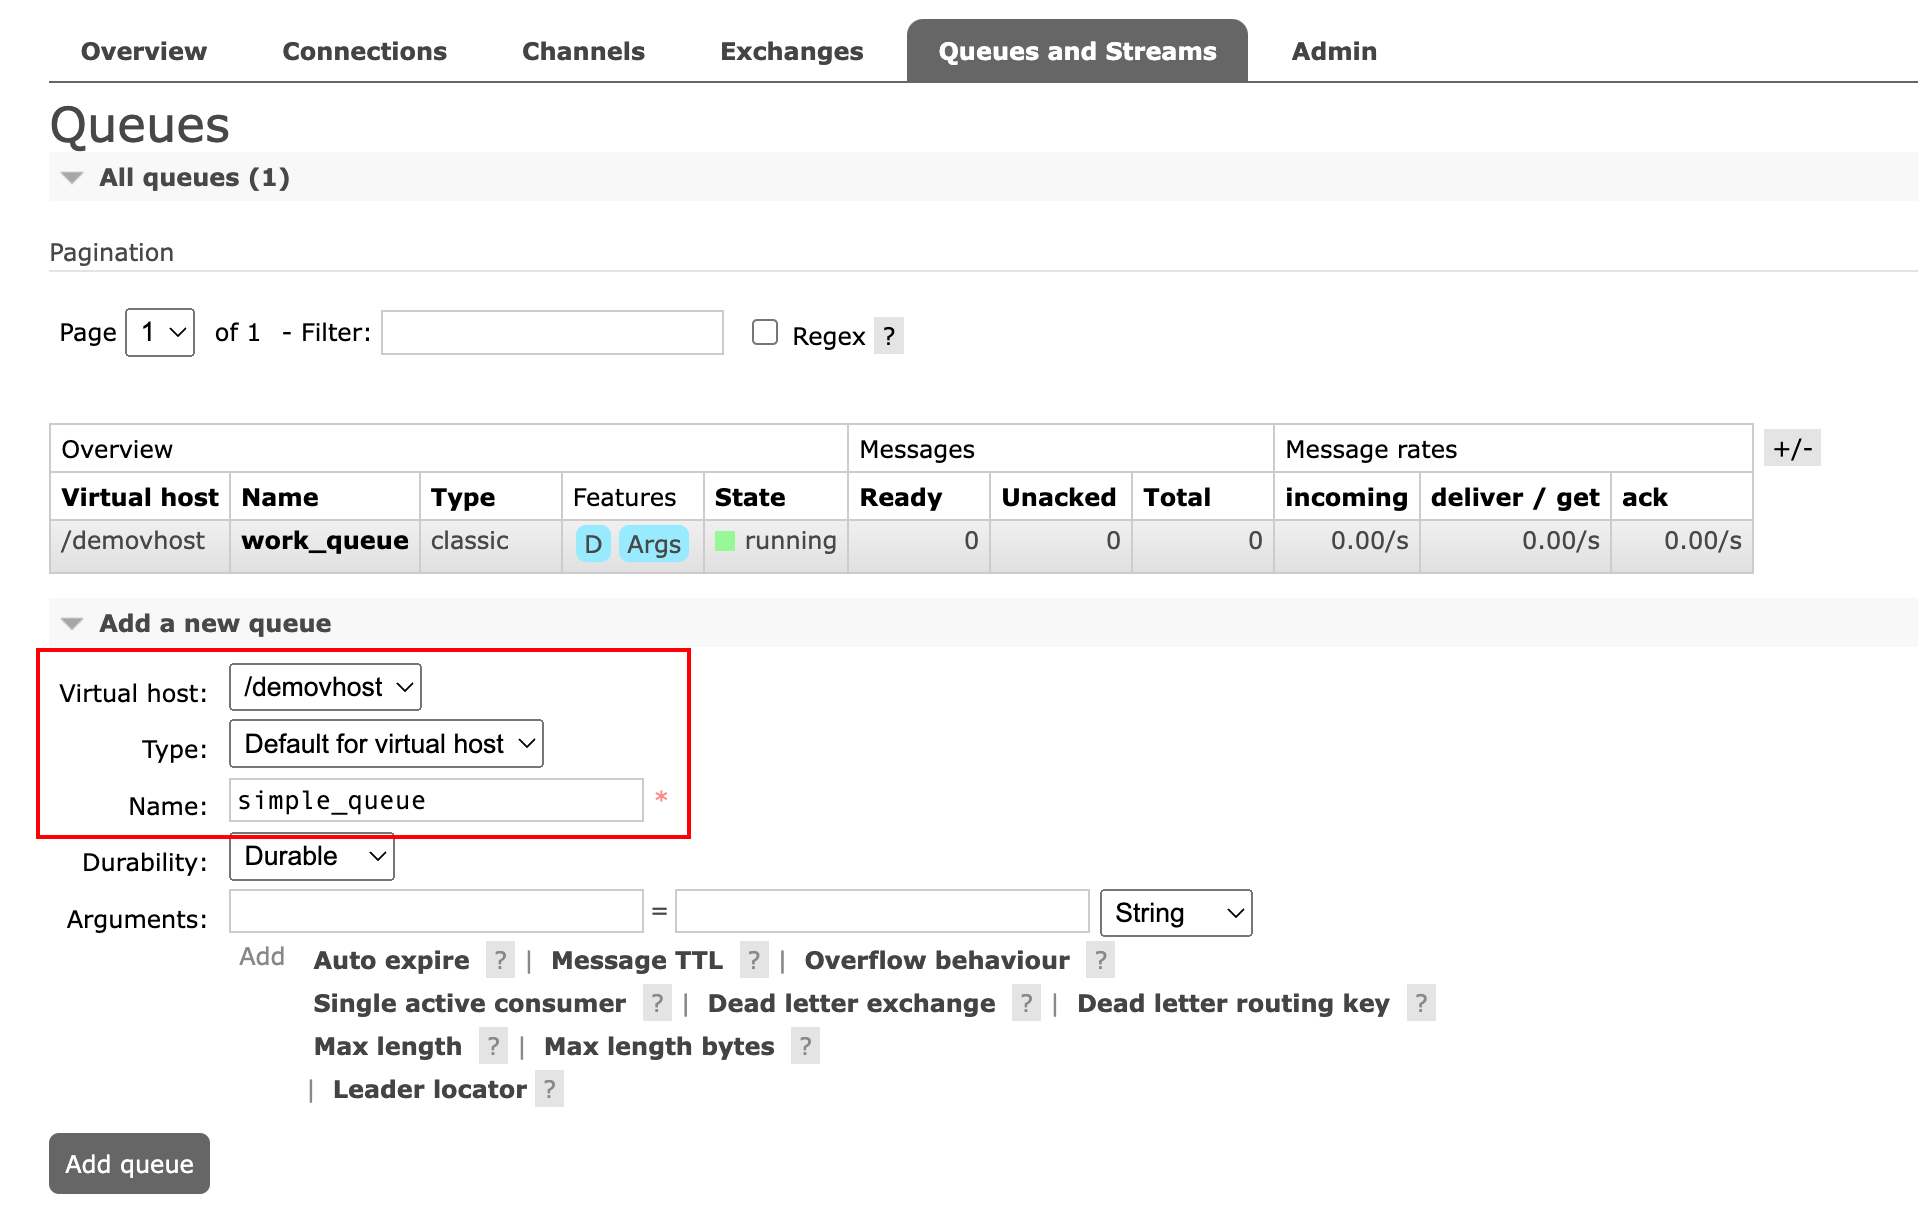 Overview Connections Channels Exchanges Queues and Streams Admin
Queues
All queues (1)
Pagination
Page 1 of 1 - Filter: Regex ?
Overview Messages Message rates +/-
Virtual host Name Type Features State Ready Unacked Total incoming deliver / get ack
/demovhost work_queue classic D Args running 0 0 0 0.00/s 0.00/s 0.00/s
Add a new queue
Virtual host: /demovhost
Type: Default for virtual host
Name: simple_queue *
Durability: Durable
Arguments: = String
Add Auto expire ? | Message TTL ? | Overflow behaviour ?
Single active consumer ? | Dead letter exchange ? | Dead letter routing key ?
Max length ? | Max length bytes ?
| Leader locator ?
Add queue